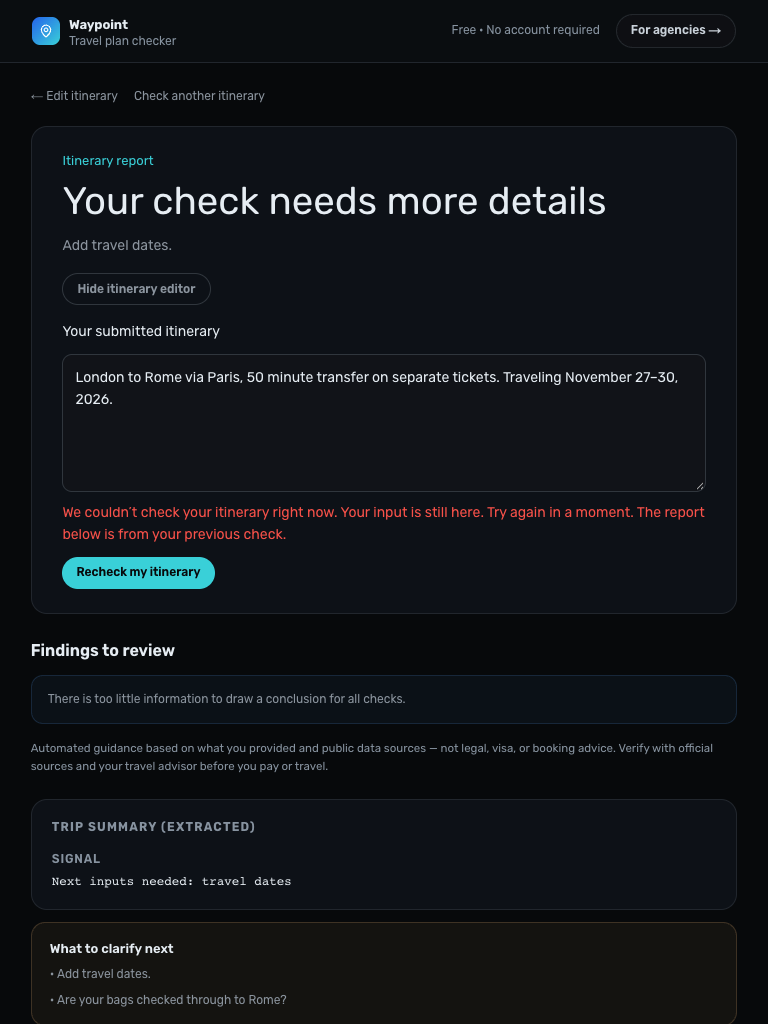 Waypoint
Travel plan checker
Free • No account required
For agencies →
← Edit itinerary
Check another itinerary
Itinerary report
Your check needs more details
Add travel dates.
Hide itinerary editor
Your submitted itinerary
London to Rome via Paris, 50 minute transfer on separate tickets. Traveling November 27–30,
2026.
We couldn’t check your itinerary right now. Your input is still here. Try again in a moment. The report
below is from your previous check.
Recheck my itinerary
Findings to review
There is too little information to draw a conclusion for all checks.
Automated guidance based on what you provided and public data sources — not legal, visa, or booking advice. Verify with official
sources and your travel advisor before you pay or travel.
TRIP SUMMARY (EXTRACTED)
SIGNAL
Next inputs needed: travel dates
What to clarify next
• Add travel dates.
• Are your bags checked through to Rome?